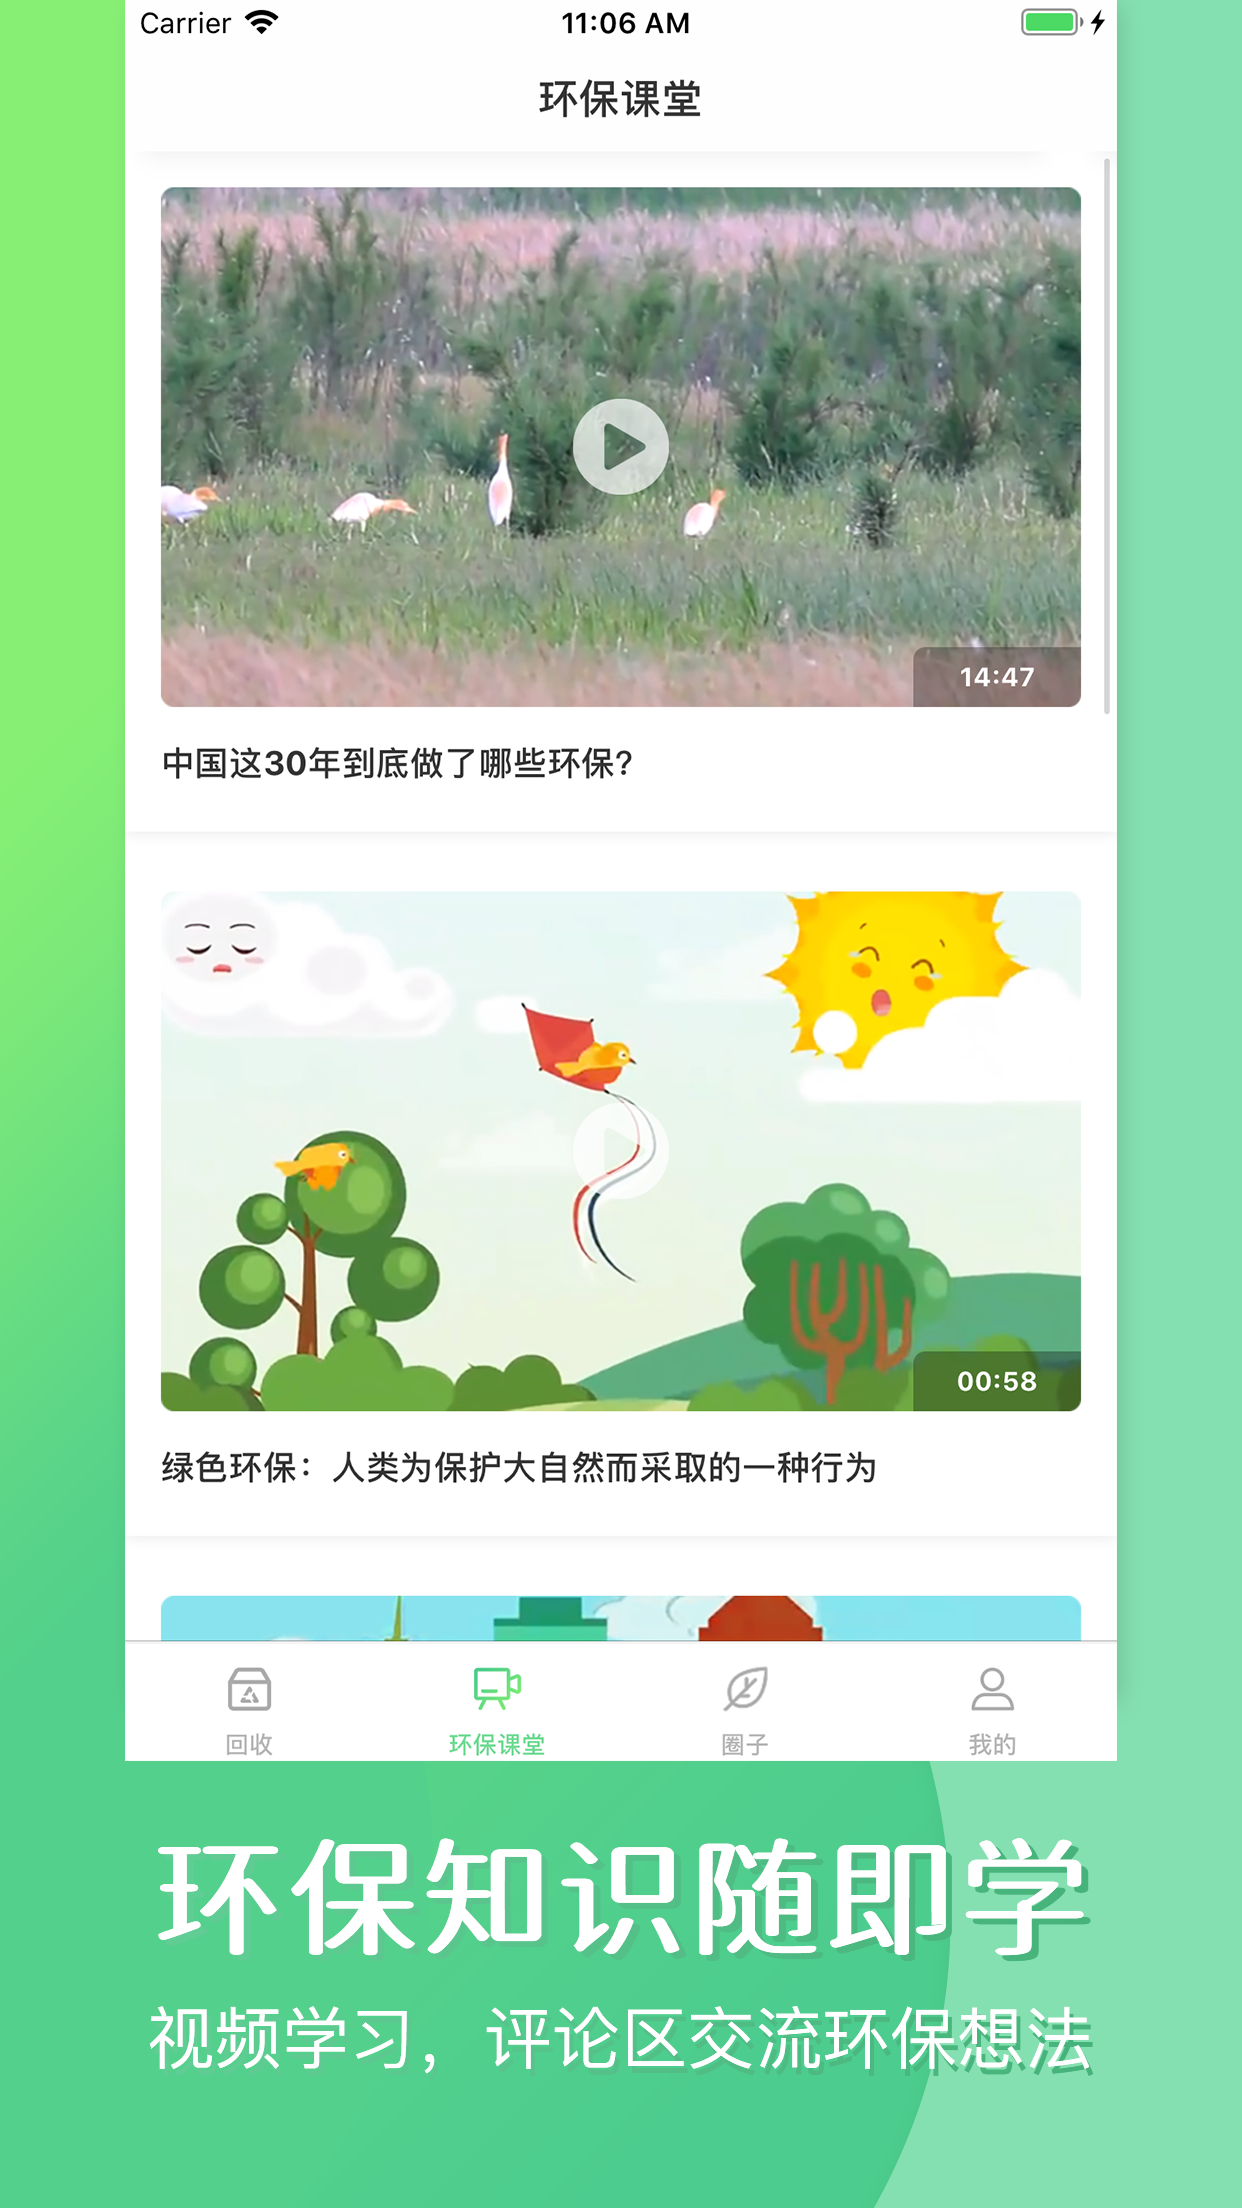 Carrier 11:06 AM
环保课堂
14:47
中国这30年到底做了哪些环保?
00:58
绿色环保：人类为保护大自然而采取的一种行为
回收 环保课堂 圈子 我的
环保知识随即学
视频学习，评论区交流环保想法